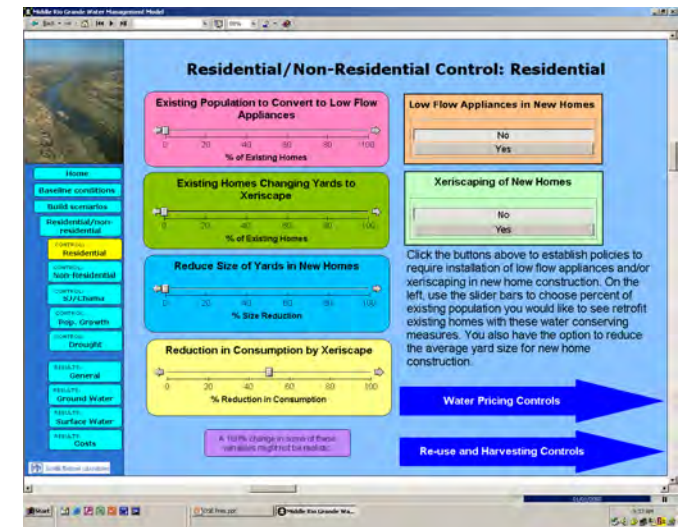 Middle Rio Grande Water Management Model
Residential/Non-Residential Control: Residential
Existing Population to Convert to Low Flow
Appliances
0 20 40 60 80 100
% of Existing Homes
Existing Homes Changing Yards to
Xeriscape
0 20 40 60 80 100
% of Existing Homes
Reduce Size of Yards in New Homes
0 20 40 60 80 100
% Size Reduction
Reduction in Consumption by Xeriscape
0 20 40 60 80 100
% Reduction in Consumption
A 100% change in some of these
variables might not be realistic.
Low Flow Appliances in New Homes
No
Yes
Xeriscaping of New Homes
No
Yes
Click the buttons above to establish policies to
require installation of low flow appliances and/or
xeriscaping in new home construction. On the
left, use the slider bars to choose percent of
existing population you would like to see retrofit
existing homes with these water conserving
measures. You also have the option to reduce
the average yard size for new home
construction.
Water Pricing Controls
Re-use and Harvesting Controls
Home
Baseline conditions
Build scenarios
Residential/non-
residential
CONTROL:
Residential
CONTROL:
Non-Residential
CONTROL:
SJ/Chama
CONTROL:
Pop. Growth
CONTROL:
Drought
RESULTS:
General
RESULTS:
Ground Water
RESULTS:
Surface Water
RESULTS:
Costs
Start
Middle Rio Grande Wa...